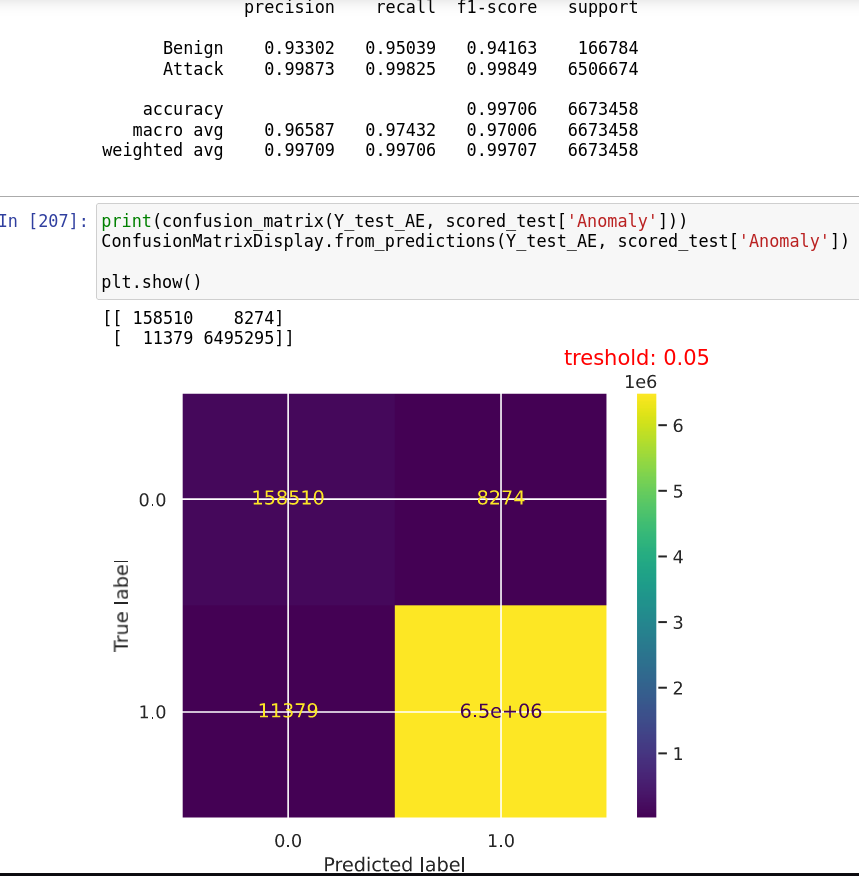 precision    recall  f1-score   support
Benign    0.93302   0.95039   0.94163    166784
Attack    0.99873   0.99825   0.99849   6506674
accuracy                        0.99706   6673458
macro avg    0.96587   0.97432   0.97006   6673458
weighted avg    0.99709   0.99706   0.99707   6673458
In [207]:
print(confusion_matrix(Y_test_AE, scored_test['Anomaly']))
ConfusionMatrixDisplay.from_predictions(Y_test_AE, scored_test['Anomaly'])
plt.show()
[[ 158510    8274]
 [  11379 6495295]]
treshold: 0.05
1e6
6
5
4
3
2
1
True label
0.0
158510
8274
1.0
11379
6.5e+06
0.0
1.0
Predicted label